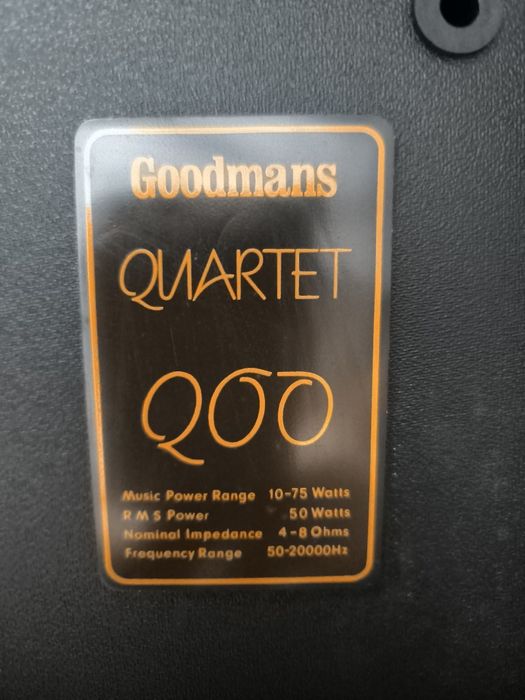 Goodmans
QUARTET
Q00
Music Power Range 10-75 Watts
R M S Power 50 Watts
Nominal Impedance 4-8 Ohms
Frequency Range 50-20000Hz